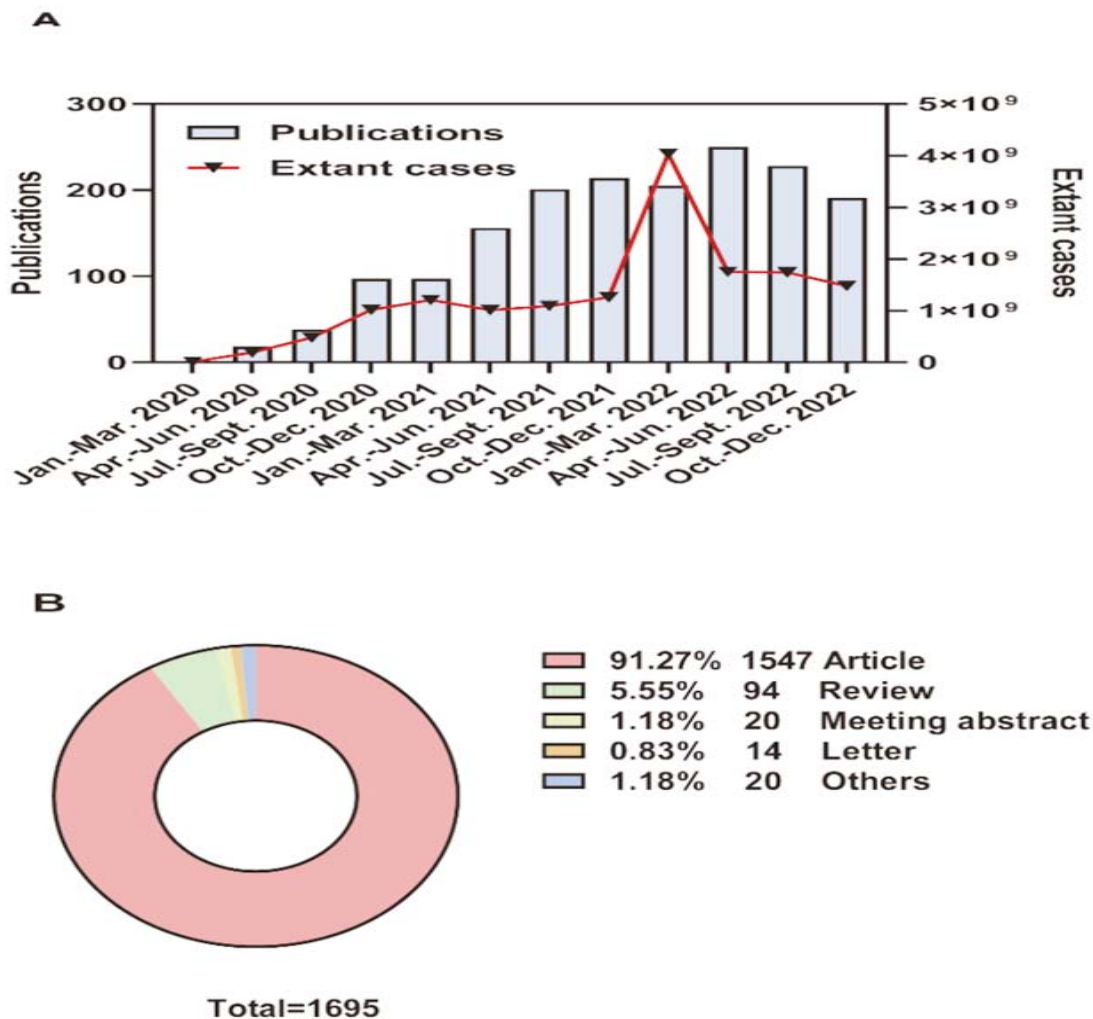 A
300
200
100
0
Publications
Publications
Extant cases
5×10⁹
4×10⁹
3×10⁹
2×10⁹
1×10⁹
0
Extant cases
Jan.-Mar. 2020
Apr.-Jun. 2020
Jul.-Sept. 2020
Oct.-Dec. 2020
Jan.-Mar. 2021
Apr.-Jun. 2021
Jul.-Sept. 2021
Oct.-Dec. 2021
Jan.-Mar. 2022
Apr.-Jun. 2022
Jul.-Sept. 2022
Oct.-Dec. 2022
B
91.27% 1547 Article
5.55% 94 Review
1.18% 20 Meeting abstract
0.83% 14 Letter
1.18% 20 Others
Total=1695